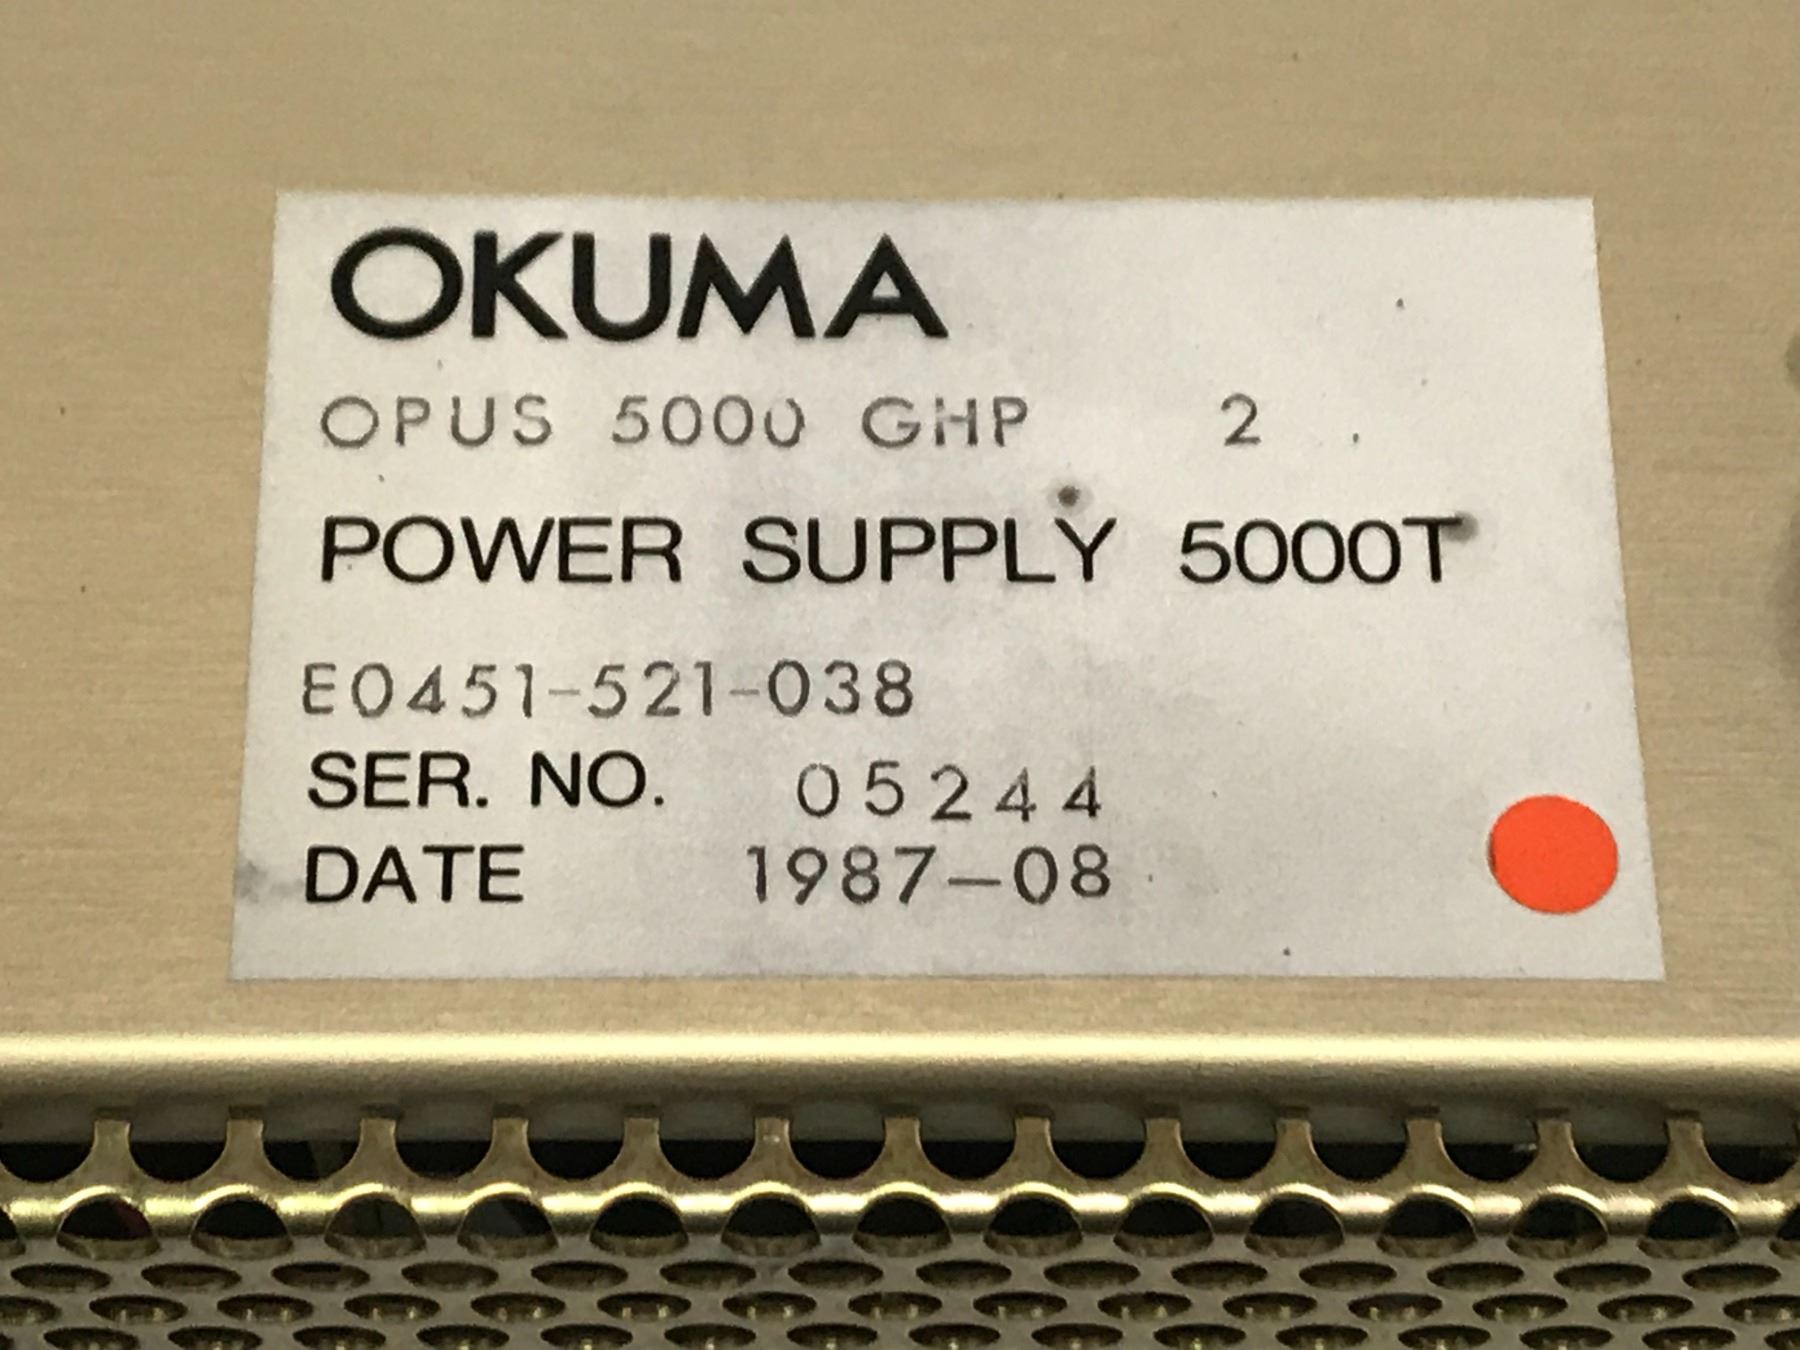 OKUMA
OPUS 5000 GHP 2
POWER SUPPLY 5000T
E0451-521-038
SER. NO. 05244
DATE 1987-08